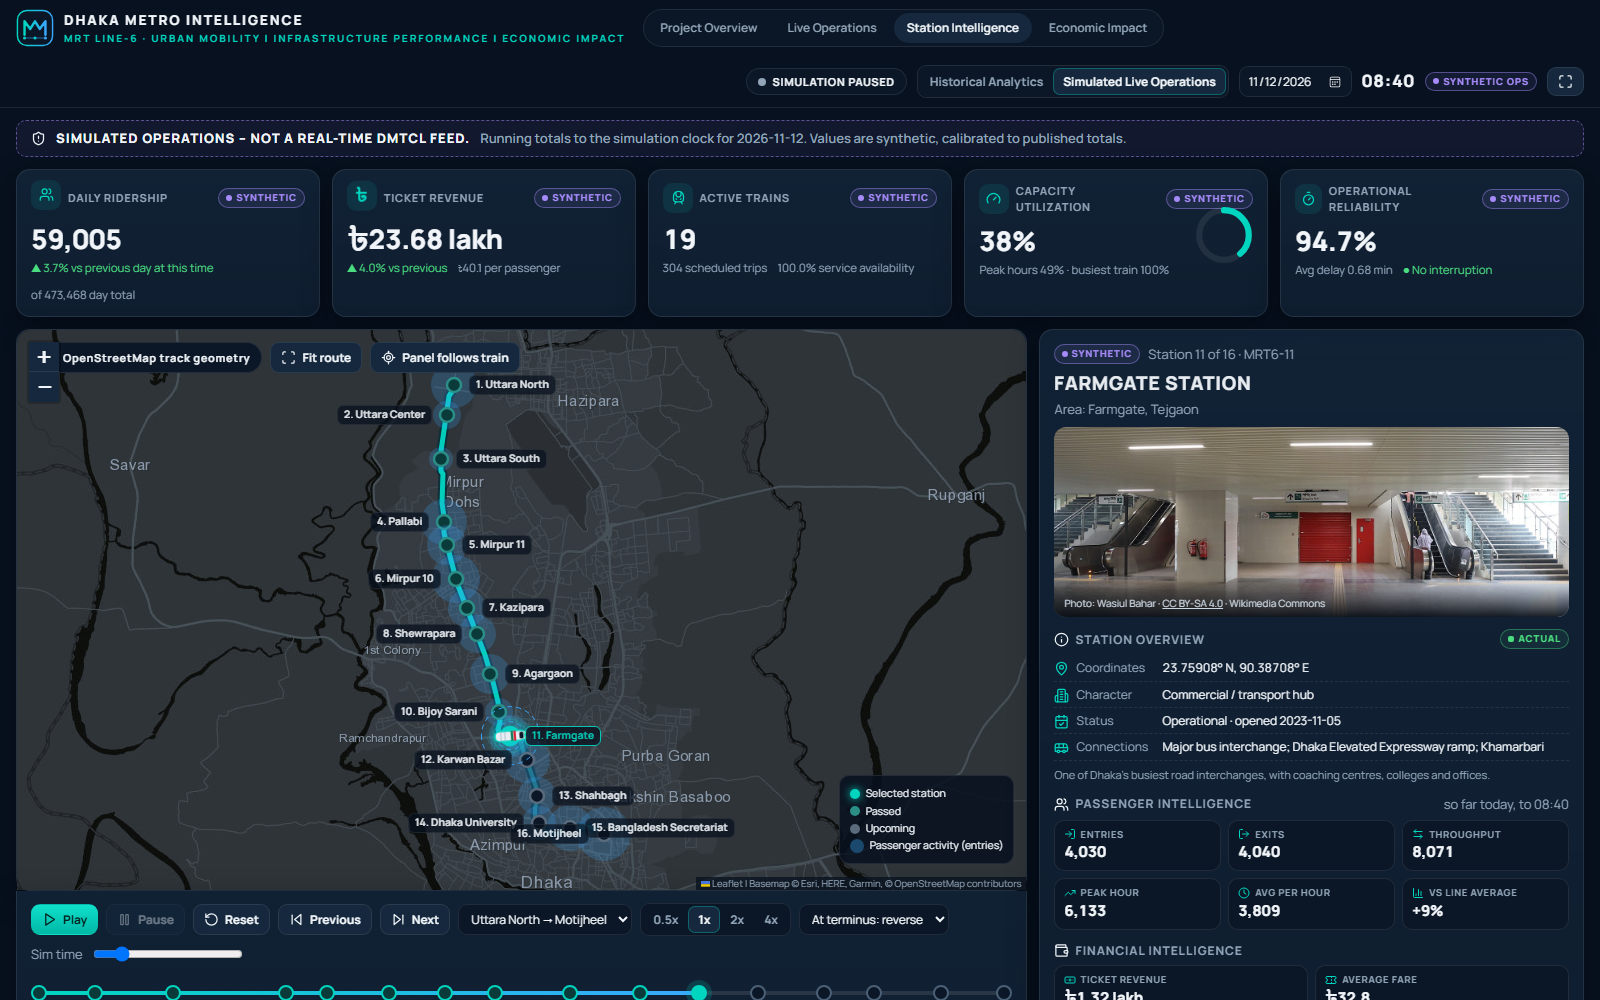 DHAKA METRO INTELLIGENCE
MRT LINE-6 · URBAN MOBILITY | INFRASTRUCTURE PERFORMANCE | ECONOMIC IMPACT
Project Overview
Live Operations
Station Intelligence
Economic Impact
SIMULATION PAUSED
Historical Analytics
Simulated Live Operations
11/12/2026
08:40
SYNTHETIC OPS
SIMULATED OPERATIONS – NOT A REAL-TIME DMTCL FEED. Running totals to the simulation clock for 2026-11-12. Values are synthetic, calibrated to published totals.
DAILY RIDERSHIP
SYNTHETIC
59,005
▲ 3.7% vs previous day at this time
of 473,468 day total
TICKET REVENUE
SYNTHETIC
৳23.68 lakh
▲ 4.0% vs previous
৳40.1 per passenger
ACTIVE TRAINS
SYNTHETIC
19
304 scheduled trips
100.0% service availability
CAPACITY
UTILIZATION
SYNTHETIC
38%
Peak hours 49% · busiest train 100%
OPERATIONAL
RELIABILITY
SYNTHETIC
94.7%
Avg delay 0.68 min
No interruption
+
−
OpenStreetMap track geometry
Fit route
Panel follows train
1. Uttara North
Hazipara
2. Uttara Center
3. Uttara South
Savar
Mirpur
Dohs
Rupganj
4. Pallabi
5. Mirpur 11
6. Mirpur 10
7. Kazipara
8. Shewrapara
1st Colony
9. Agargaon
10. Bijoy Sarani
Ramchandrapur
11. Farmgate
12. Karwan Bazar
Purba Goran
13. Shahbagh
kshin Basaboo
14. Dhaka University
16. Motijheel
15. Bangladesh Secretariat
Azimpur
Dhaka
Selected station
Passed
Upcoming
Passenger activity (entries)
Leaflet | Basemap © Esri, HERE, Garmin, © OpenStreetMap contributors
Play
Pause
Reset
Previous
Next
Uttara North → Motijheel
0.5x
1x
2x
4x
At terminus: reverse
Sim time
SYNTHETIC
Station 11 of 16 · MRT6-11
FARMGATE STATION
Area: Farmgate, Tejgaon
Photo: Wasiul Bahar · CC BY-SA 4.0 · Wikimedia Commons
STATION OVERVIEW
ACTUAL
Coordinates 23.75908° N, 90.38708° E
Character Commercial / transport hub
Status Operational · opened 2023-11-05
Connections Major bus interchange; Dhaka Elevated Expressway ramp; Khamarbari
One of Dhaka's busiest road interchanges, with coaching centres, colleges and offices.
PASSENGER INTELLIGENCE
so far today, to 08:40
ENTRIES
4,030
EXITS
4,040
THROUGHPUT
8,071
PEAK HOUR
6,133
AVG PER HOUR
3,809
VS LINE AVERAGE
+9%
FINANCIAL INTELLIGENCE
TICKET REVENUE
৳1.32 lakh
AVERAGE FARE
৳32.8